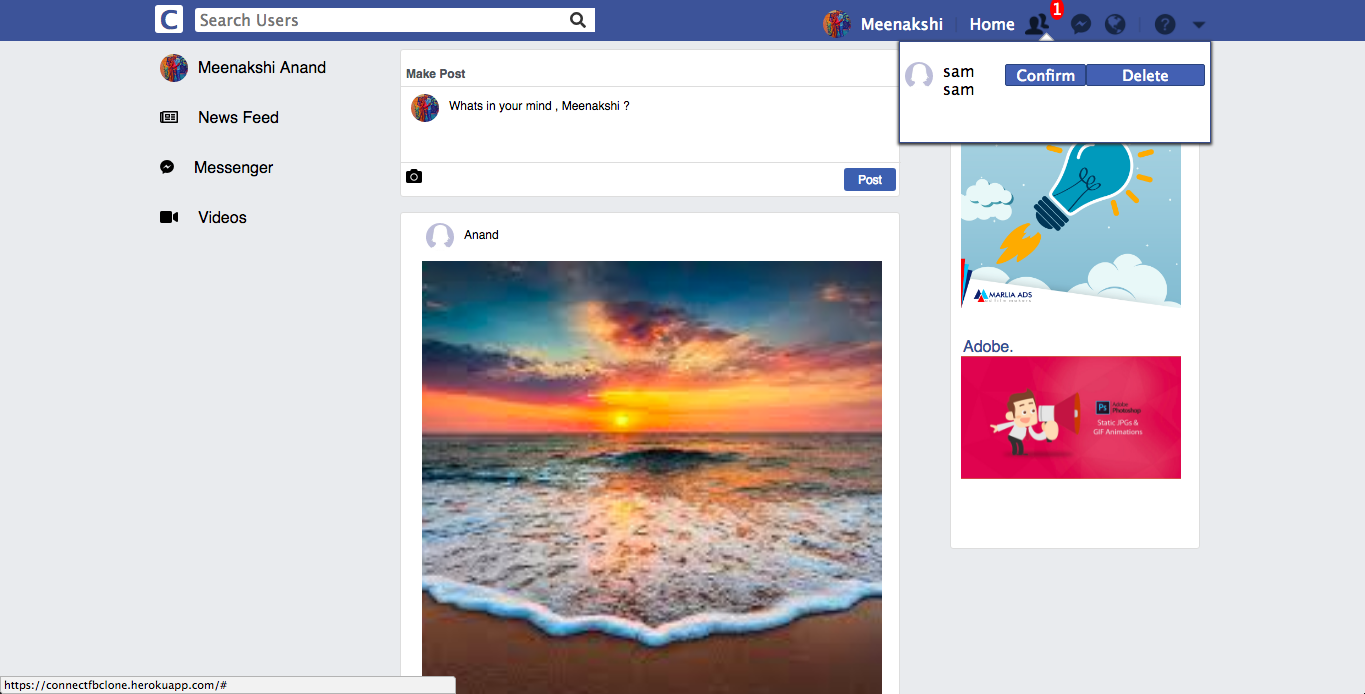 C
Search Users
Meenakshi
Home
1
Meenakshi Anand
News Feed
Messenger
Videos
Make Post
Whats in your mind , Meenakshi ?
Post
sam
sam
Confirm
Delete
Anand
MARLIA ADS
Adobe.
Ps
Adobe
Photoshop
Static JPGs &
GIF Animations
https://connectfbclone.herokuapp.com/#